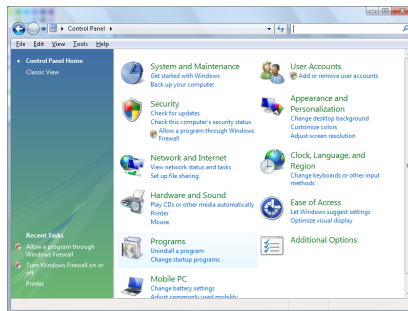 Control Panel
File Edit View Tools Help
Control Panel Home
Classic View
System and Maintenance
Get started with Windows
Back up your computer
Security
Check for updates
Check this computer's security status
Allow a program through Windows
Firewall
Network and Internet
View network status and tasks
Set up file sharing
Hardware and Sound
Play CDs or other media automatically
Printer
Mouse
Programs
Uninstall a program
Change startup programs
Mobile PC
Change battery settings
Adjust commonly used mobility
User Accounts
Add or remove user accounts
Appearance and
Personalization
Change desktop background
Customize colors
Adjust screen resolution
Clock, Language, and
Region
Change keyboards or other input
methods
Ease of Access
Let Windows suggest settings
Optimize visual display
Additional Options
Recent Tasks
Allow a program through
Windows Firewall
Turn Windows Firewall on or
off
Printer